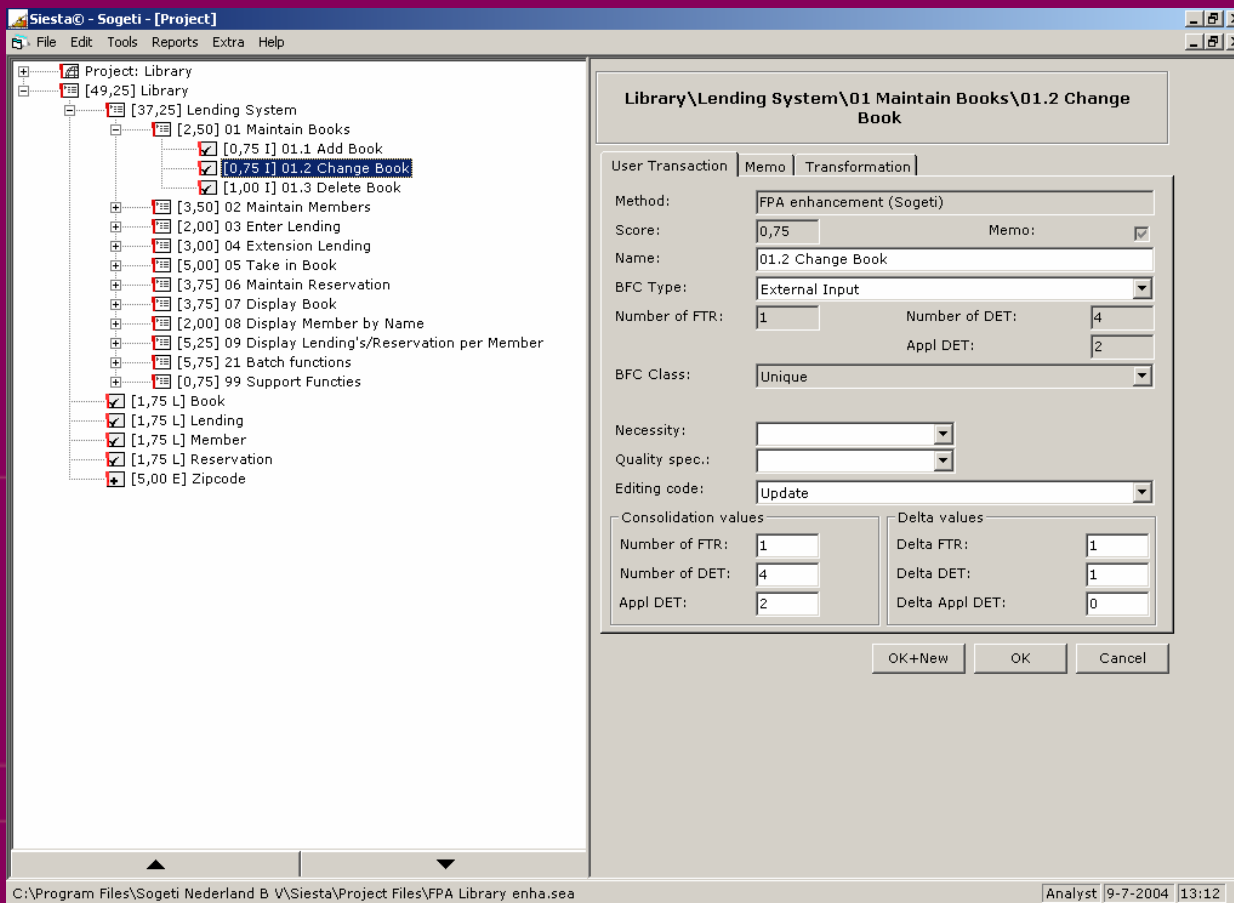 Siesta© - Sogeti - [Project]
File Edit Tools Reports Extra Help
Project: Library
[49,25] Library
[37,25] Lending System
[2,50] 01 Maintain Books
[0,75 I] 01.1 Add Book
[0,75 I] 01.2 Change Book
[1,00 I] 01.3 Delete Book
[3,50] 02 Maintain Members
[2,00] 03 Enter Lending
[3,00] 04 Extension Lending
[5,00] 05 Take in Book
[3,75] 06 Maintain Reservation
[3,75] 07 Display Book
[2,00] 08 Display Member by Name
[5,25] 09 Display Lending's/Reservation per Member
[5,75] 21 Batch functions
[0,75] 99 Support Functies
[1,75 L] Book
[1,75 L] Lending
[1,75 L] Member
[1,75 L] Reservation
[5,00 E] Zipcode
Library\Lending System\01 Maintain Books\01.2 Change
Book
User Transaction Memo Transformation
Method: FPA enhancement (Sogeti)
Score: 0,75 Memo:
Name: 01.2 Change Book
BFC Type: External Input
Number of FTR: 1 Number of DET: 4
Appl DET: 2
BFC Class: Unique
Necessity:
Quality spec.:
Editing code: Update
Consolidation values Delta values
Number of FTR: 1 Delta FTR: 1
Number of DET: 4 Delta DET: 1
Appl DET: 2 Delta Appl DET: 0
OK+New OK Cancel
C:\Program Files\Sogeti Nederland B V\Siesta\Project Files\FPA Library enha.sea Analyst 9-7-2004 13:12